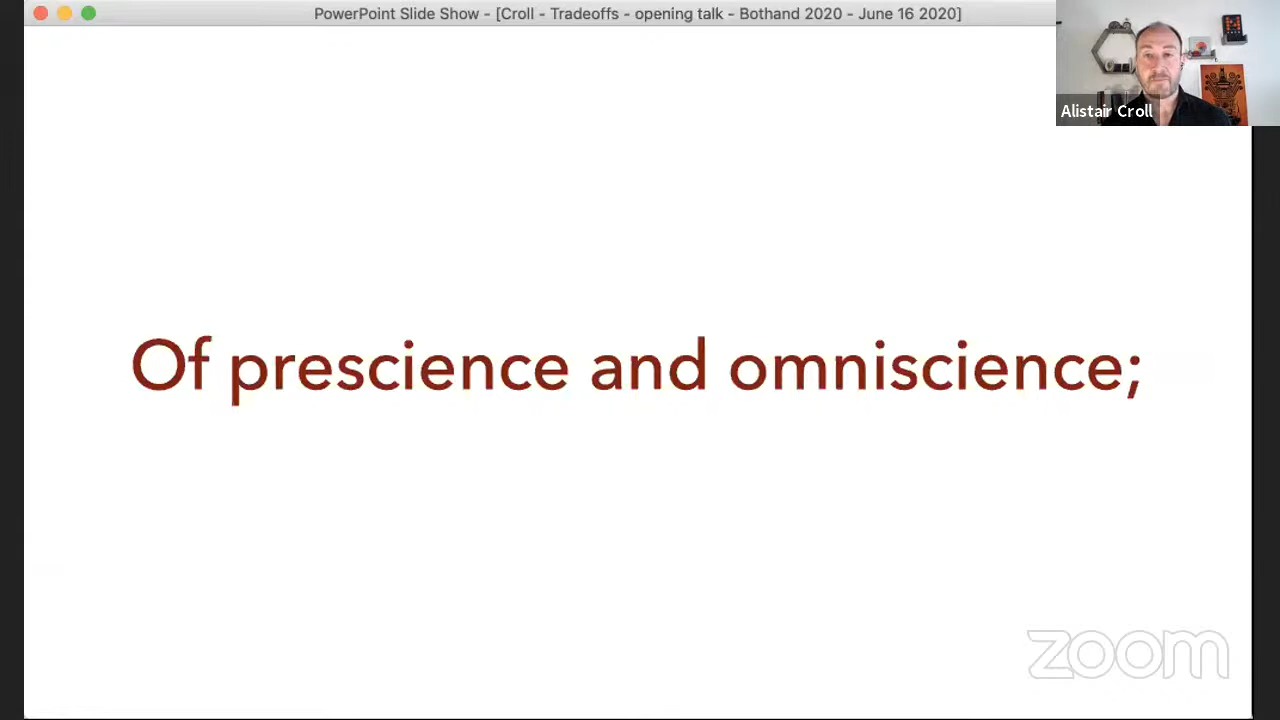 PowerPoint Slide Show - [Croll - Tradeoffs - opening talk - Bothand 2020 - June 16 2020]
Alistair Croll
Of prescience and omniscience;
zoom